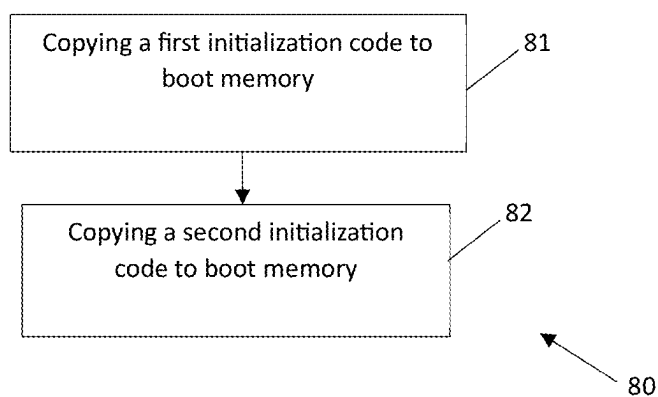 Copying a first initialization code to
boot memory
81
Copying a second initialization
code to boot memory
82
80